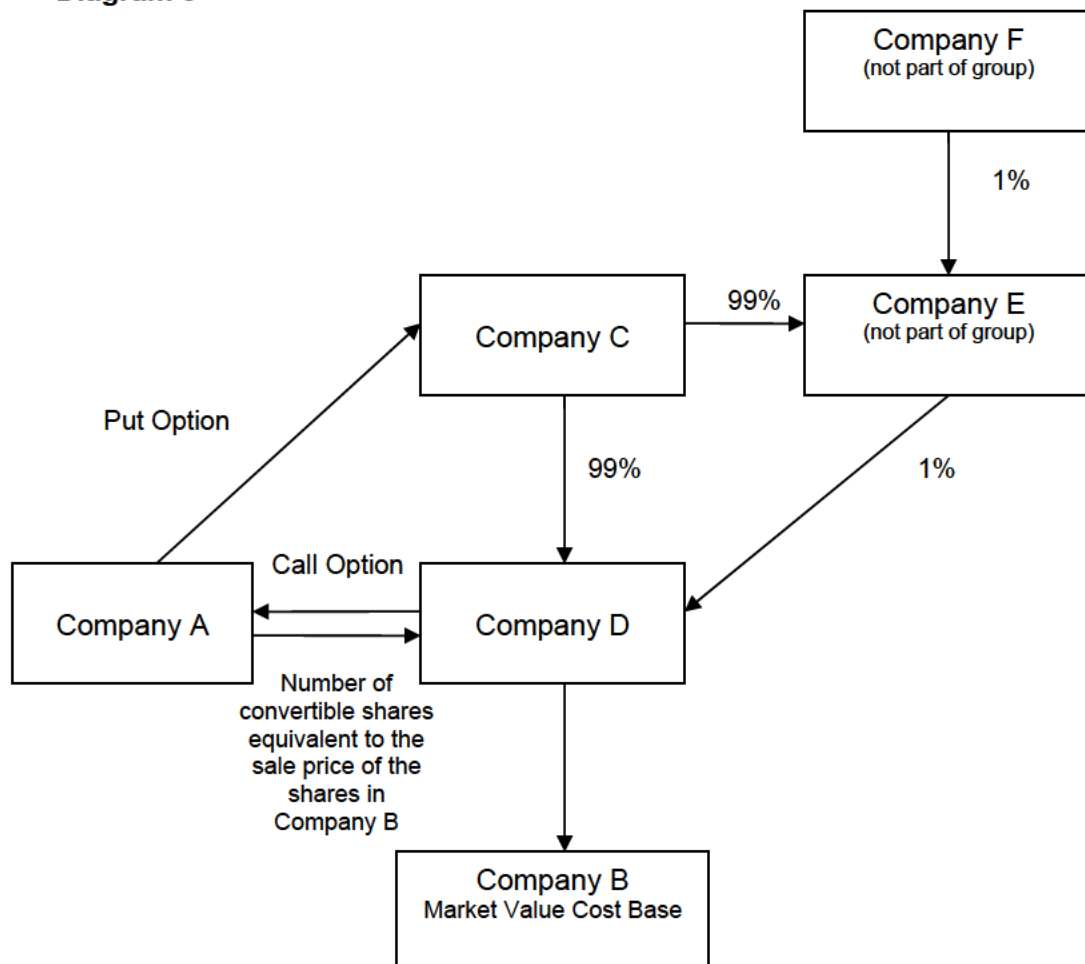 Company F
(not part of group)
1%
Company E
(not part of group)
99%
Company C
Put Option
99%
1%
Call Option
Company A
Company D
Number of
convertible shares
equivalent to the
sale price of the
shares in
Company B
Company B
Market Value Cost Base